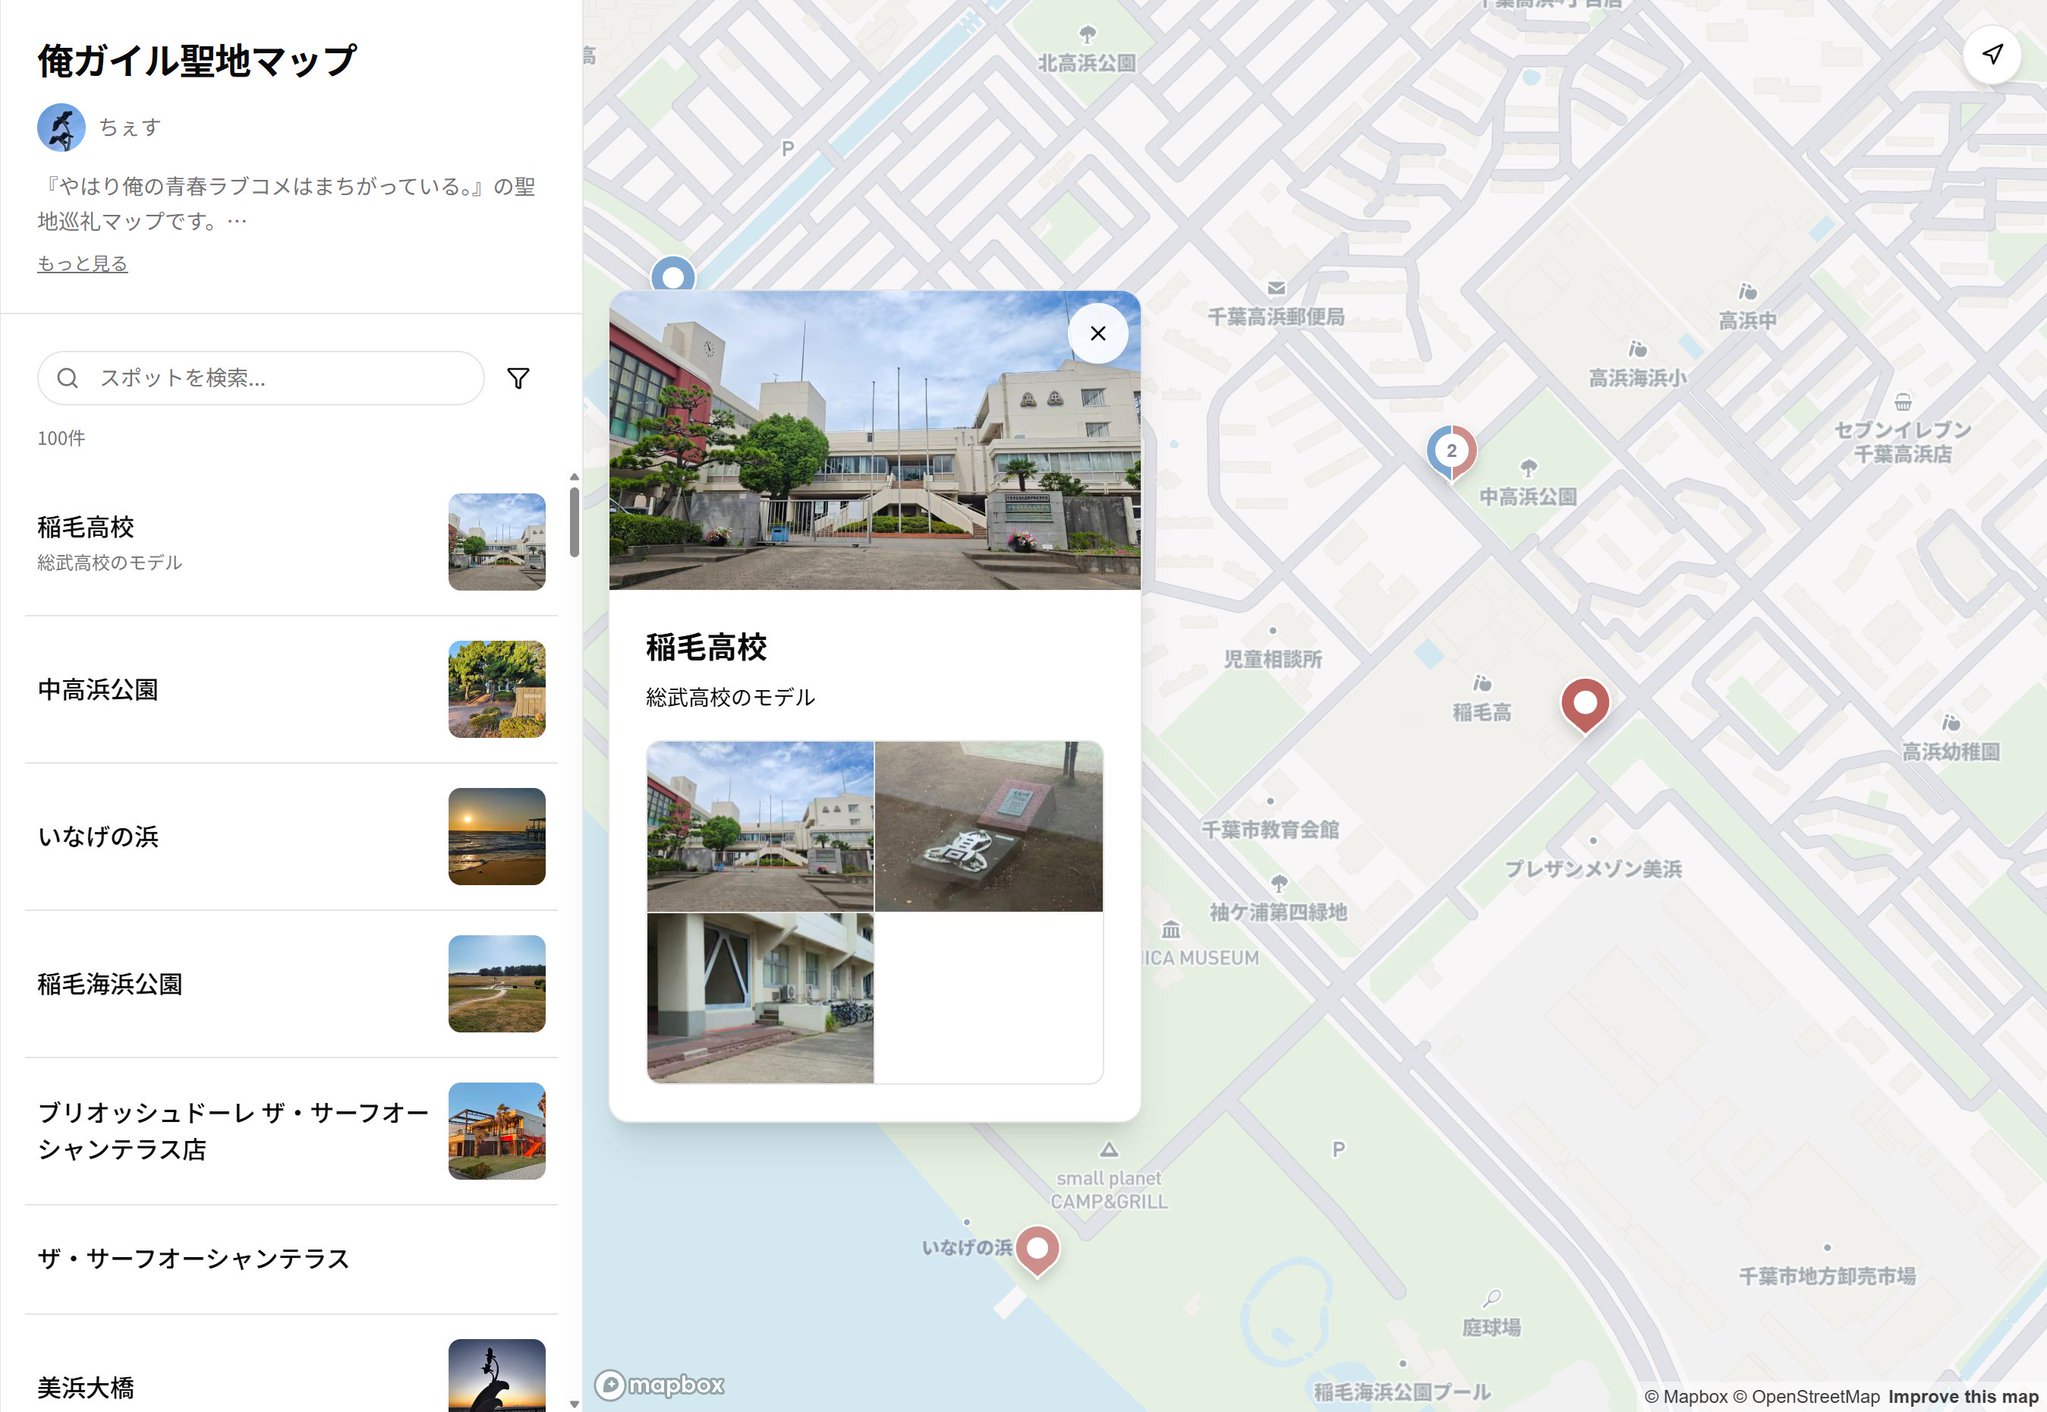 俺ガイル聖地マップ
ちぇす
『やはり俺の青春ラブコメはまちがっている。』の聖
地巡礼マップです。…
もっと見る
スポットを検索...
100件
稲毛高校
総武高校のモデル
中高浜公園
いなげの浜
稲毛海浜公園
ブリオッシュドーレ ザ・サーフオー
シャンテラス店
ザ・サーフオーシャンテラス
美浜大橋
稲毛高校
総武高校のモデル
高
北高浜公園
P
千葉高浜郵便局
高浜中
高浜海浜小
セブンイレブン
千葉高浜店
2
中高浜公園
児童相談所
稲毛高
高浜幼稚園
千葉市教育会館
プレザンメゾン美浜
袖ケ浦第四緑地
ICA MUSEUM
P
small planet
CAMP&GRILL
いなげの浜
千葉市地方卸売市場
庭球場
稲毛海浜公園プール
mapbox
© Mapbox © OpenStreetMap Improve this map